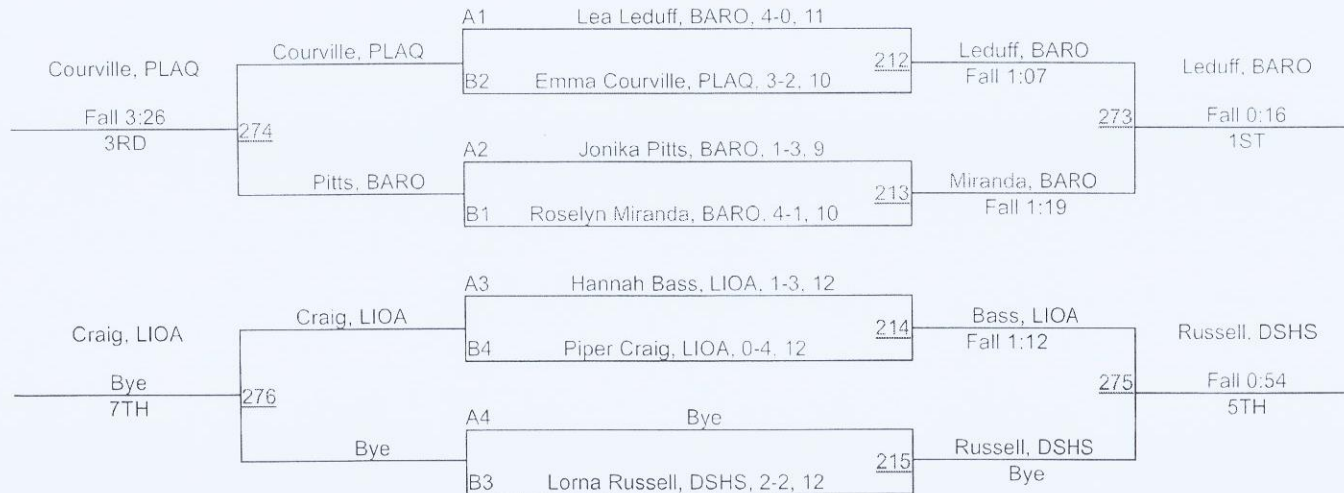 A1 Lea Leduff, BARO, 4-0, 11
Courville, PLAQ
Courville, PLAQ
212
Leduff, BARO
Leduff, BARO
B2 Emma Courville, PLAQ, 3-2, 10
Fall 1:07
Fall 3:26
3RD
274
273
Fall 0:16
1ST
A2 Jonika Pitts, BARO, 1-3, 9
Pitts, BARO
213
Miranda, BARO
B1 Roselyn Miranda, BARO, 4-1, 10
Fall 1:19
A3 Hannah Bass, LIOA, 1-3, 12
Craig, LIOA
Craig, LIOA
214
Bass, LIOA
Russell, DSHS
B4 Piper Craig, LIOA, 0-4, 12
Fall 1:12
Bye
7TH
276
275
Fall 0:54
5TH
A4 Bye
Bye
215
Russell, DSHS
B3 Lorna Russell, DSHS, 2-2, 12
Bye